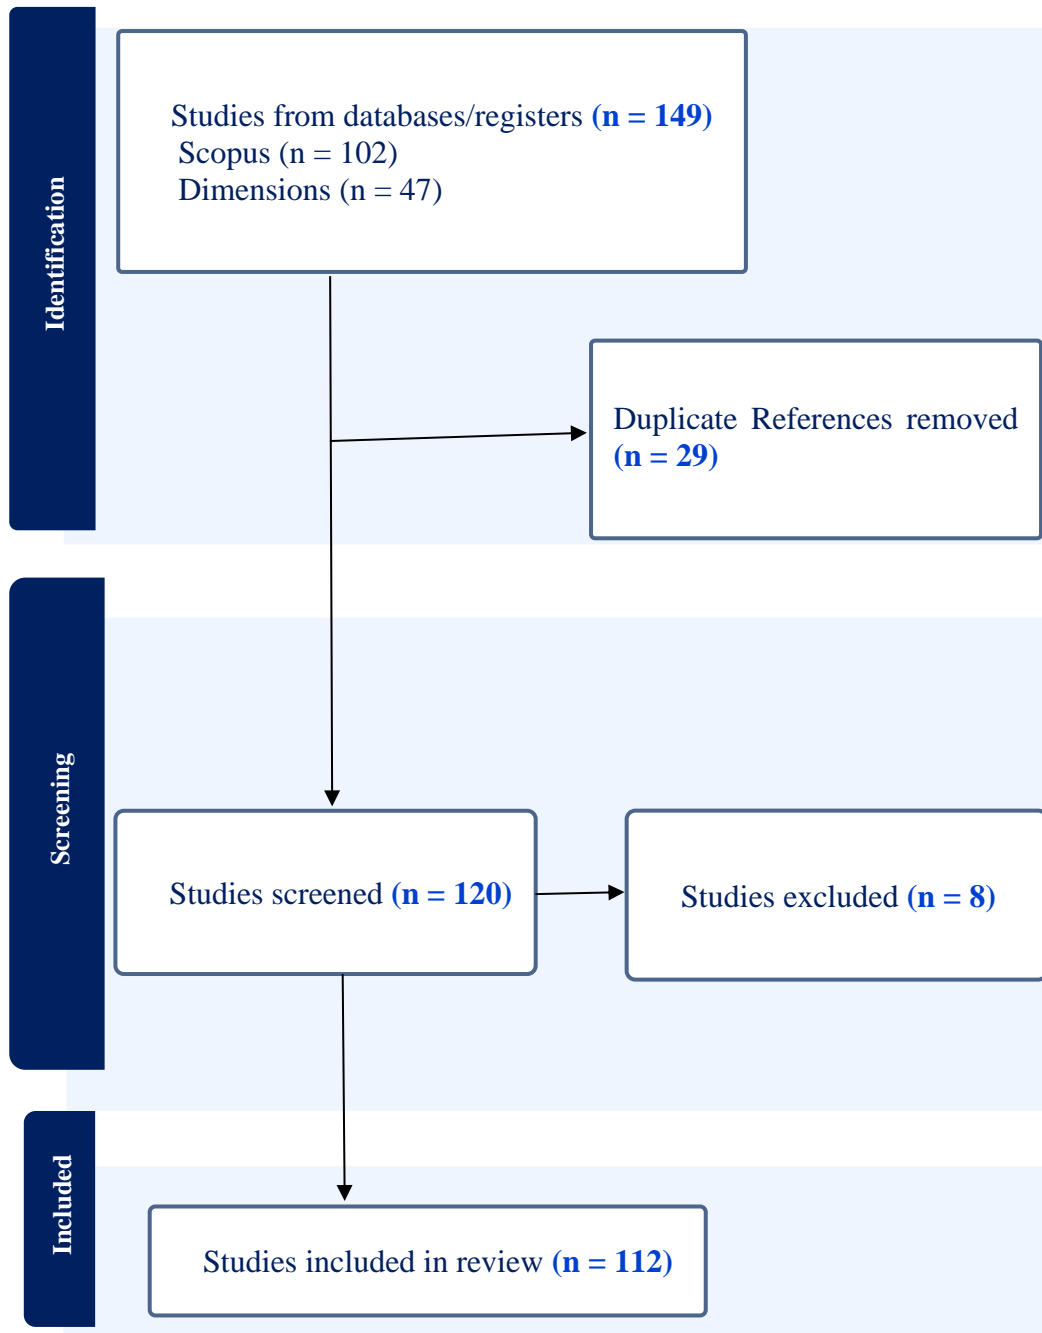 Identification
Studies from databases/registers (n = 149)
Scopus (n = 102)
Dimensions (n = 47)
Duplicate References removed
(n = 29)
Screening
Studies screened (n = 120)
Studies excluded (n = 8)
Included
Studies included in review (n = 112)